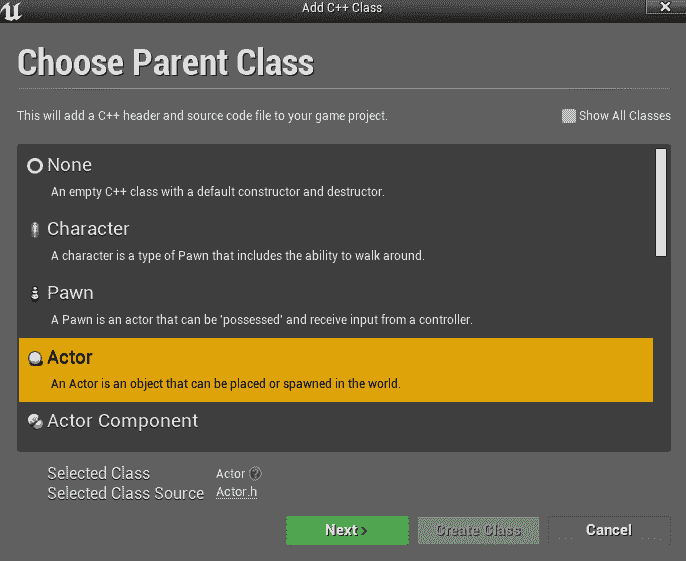 Add C++ Class
Choose Parent Class
This will add a C++ header and source code file to your game project.
Show All Classes
None
An empty C++ class with a default constructor and destructor.
Character
A character is a type of Pawn that includes the ability to walk around.
Pawn
A Pawn is an actor that can be 'possessed' and receive input from a controller.
Actor
An Actor is an object that can be placed or spawned in the world.
Actor Component
Selected Class Actor ?
Selected Class Source Actor.h
Next >
Create Class
Cancel